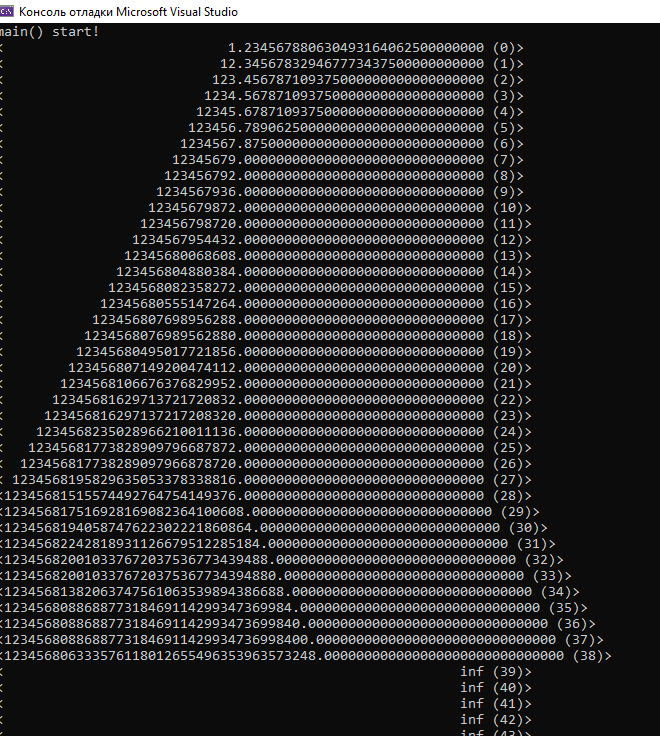 Консоль отладки Microsoft Visual Studio
main() start!
< 1.234567880630493164062500000000 (0)>
< 12.345678329467773437500000000000 (1)>
< 123.456787109375000000000000000000 (2)>
< 1234.567871093750000000000000000000 (3)>
< 12345.678710937500000000000000000000 (4)>
< 123456.789062500000000000000000000000 (5)>
< 1234567.875000000000000000000000000000 (6)>
< 12345679.000000000000000000000000000000 (7)>
< 123456792.000000000000000000000000000000 (8)>
< 1234567936.000000000000000000000000000000 (9)>
< 12345679872.000000000000000000000000000000 (10)>
< 123456798720.000000000000000000000000000000 (11)>
< 1234567954432.000000000000000000000000000000 (12)>
< 12345680068608.000000000000000000000000000000 (13)>
< 123456804880384.000000000000000000000000000000 (14)>
< 1234568082358272.000000000000000000000000000000 (15)>
< 12345680555147264.000000000000000000000000000000 (16)>
< 123456807698956288.000000000000000000000000000000 (17)>
< 1234568076989562880.000000000000000000000000000000 (18)>
< 12345680495017721856.000000000000000000000000000000 (19)>
< 123456807149200474112.000000000000000000000000000000 (20)>
< 1234568106676376829952.000000000000000000000000000000 (21)>
< 12345681629713721720832.000000000000000000000000000000 (22)>
< 123456816297137217208320.000000000000000000000000000000 (23)>
< 1234568235028966210011136.000000000000000000000000000000 (24)>
< 12345681773828909796687872.000000000000000000000000000000 (25)>
< 123456817738289097966878720.000000000000000000000000000000 (26)>
< 1234568195829635053378338816.000000000000000000000000000000 (27)>
<12345681515574492764754149376.000000000000000000000000000000 (28)>
<123456817516928169082364100608.000000000000000000000000000000 (29)>
<1234568194058747622302221860864.000000000000000000000000000000 (30)>
<12345682242818931126679512285184.000000000000000000000000000000 (31)>
<123456820010337672037536773439488.000000000000000000000000000000 (32)>
<1234568200103376720375367734394880.000000000000000000000000000000 (33)>
<12345681382063747561063539894386688.000000000000000000000000000000 (34)>
<123456808868877318469114299347369984.000000000000000000000000000000 (35)>
<1234568088688773184691142993473699840.000000000000000000000000000000 (36)>
<12345680886887731846911429934736998400.000000000000000000000000000000 (37)>
<123456806333576118012655496353963573248.000000000000000000000000000000 (38)>
< inf (39)>
< inf (40)>
< inf (41)>
< inf (42)>
< inf (43)>